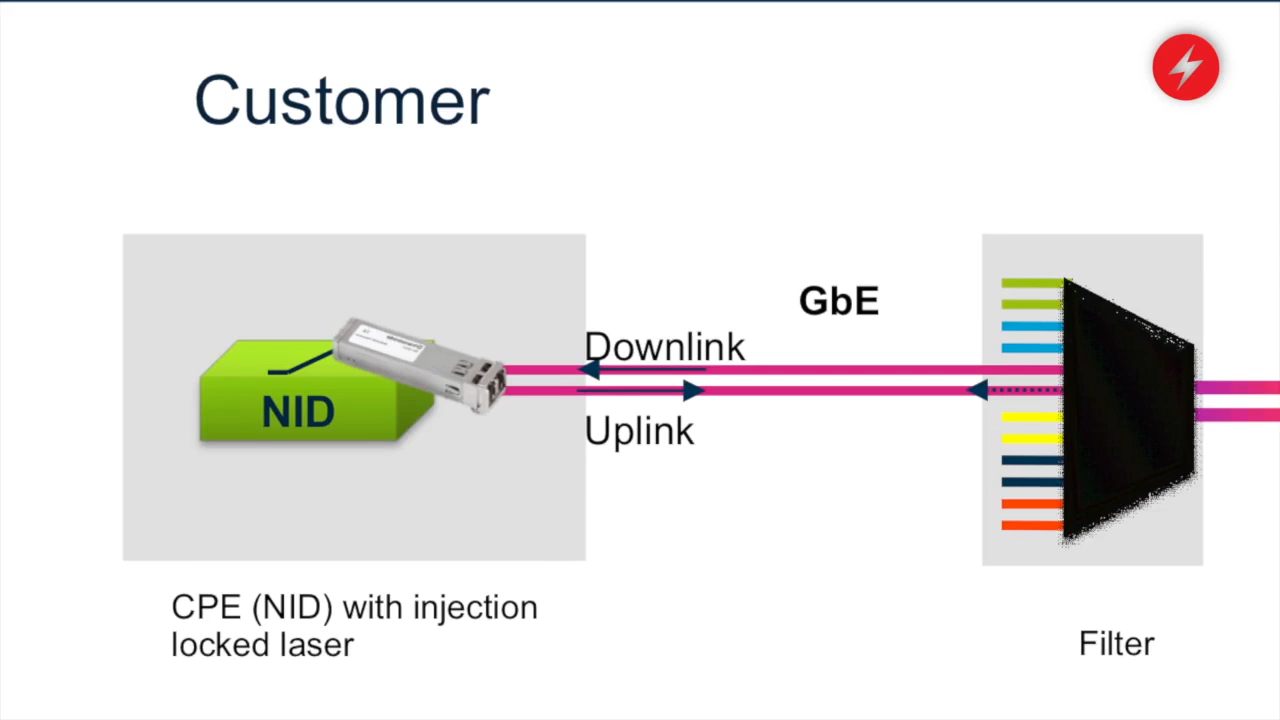 Customer
GbE
Downlink
Uplink
NID
CPE (NID) with injection
locked laser
Filter